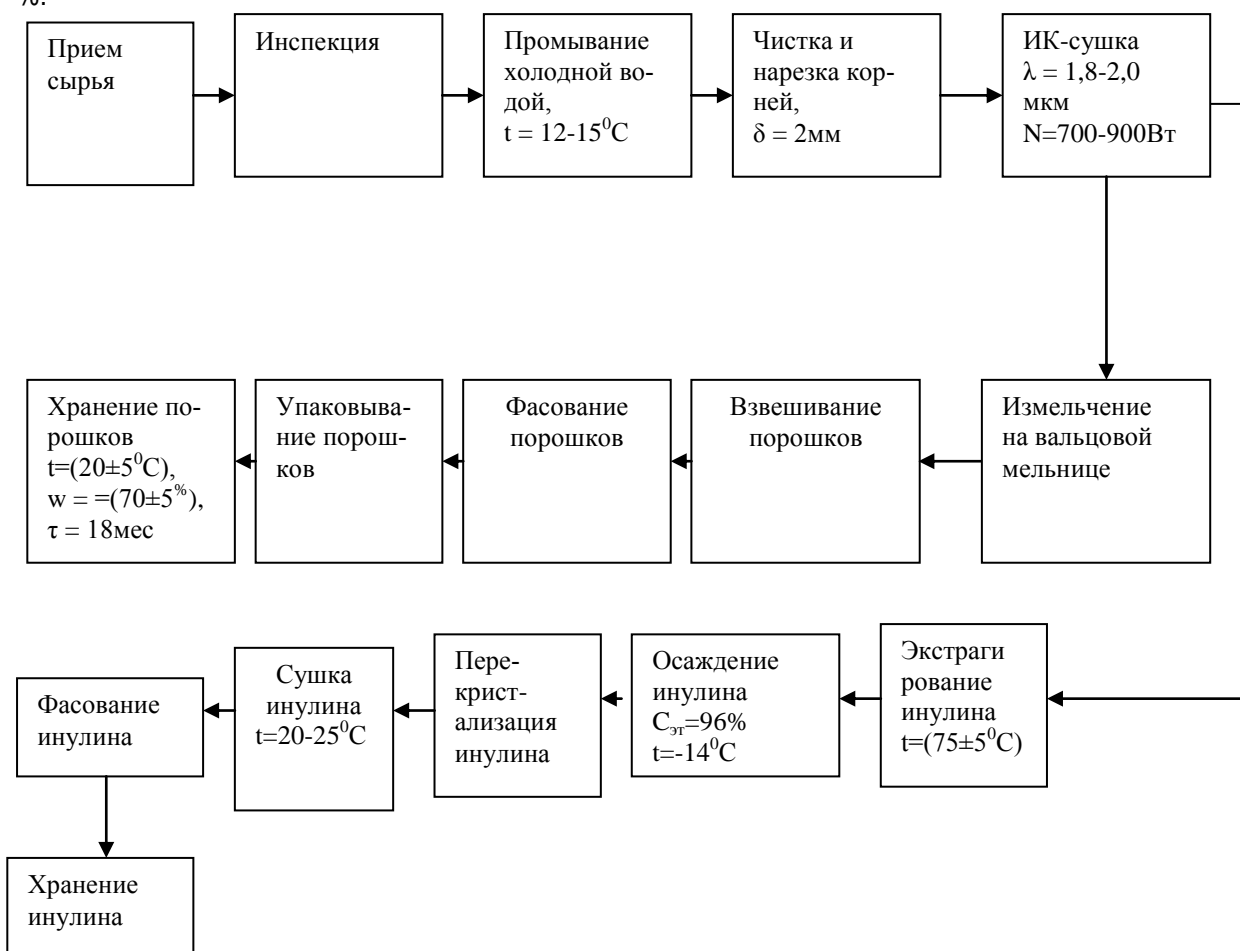 %.
Прием
сырья
Инспекция
Промывание
холодной во-
дой,
t = 12-15⁰С
Чистка и
нарезка кор-
ней,
δ = 2мм
ИК-сушка
λ = 1,8-2,0
мкм
N=700-900Вт
Хранение по-
рошков
t=(20±5⁰С),
w = =(70±5%),
τ = 18мес
Упаковыва-
ние порош-
ков
Фасование
порошков
Взвешивание
порошков
Измельчение
на вальцовой
мельнице
Фасование
инулина
Сушка
инулина
t=20-25⁰С
Пере-
крист-
ализация
инулина
Осаждение
инулина
Сэт=96%
t=-14⁰С
Экстраги
рование
инулина
t=(75±5⁰С)
Хранение
инулина